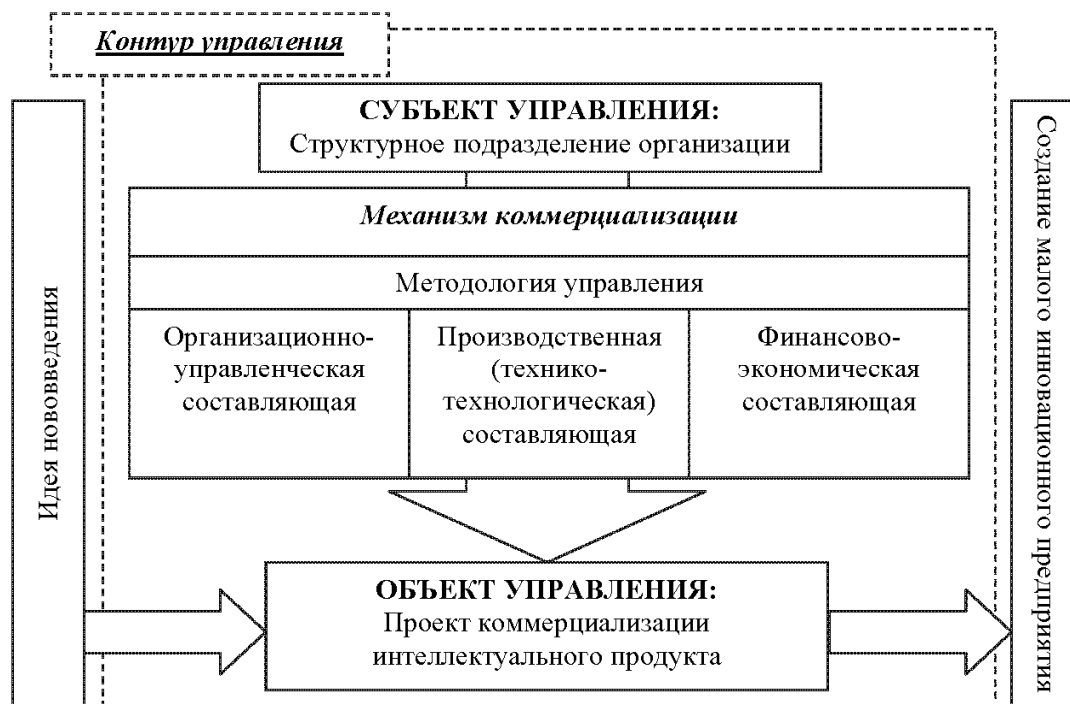 Контур управления
СУБЪЕКТ УПРАВЛЕНИЯ:
Структурное подразделение организации
Механизм коммерциализации
Методология управления
Организационно-
управленческая
составляющая
Производственная
(технико-
технологическая)
составляющая
Финансово-
экономическая
составляющая
Идея нововведения
ОБЪЕКТ УПРАВЛЕНИЯ:
Проект коммерциализации
интеллектуального продукта
Создание малого инновационного предприятия